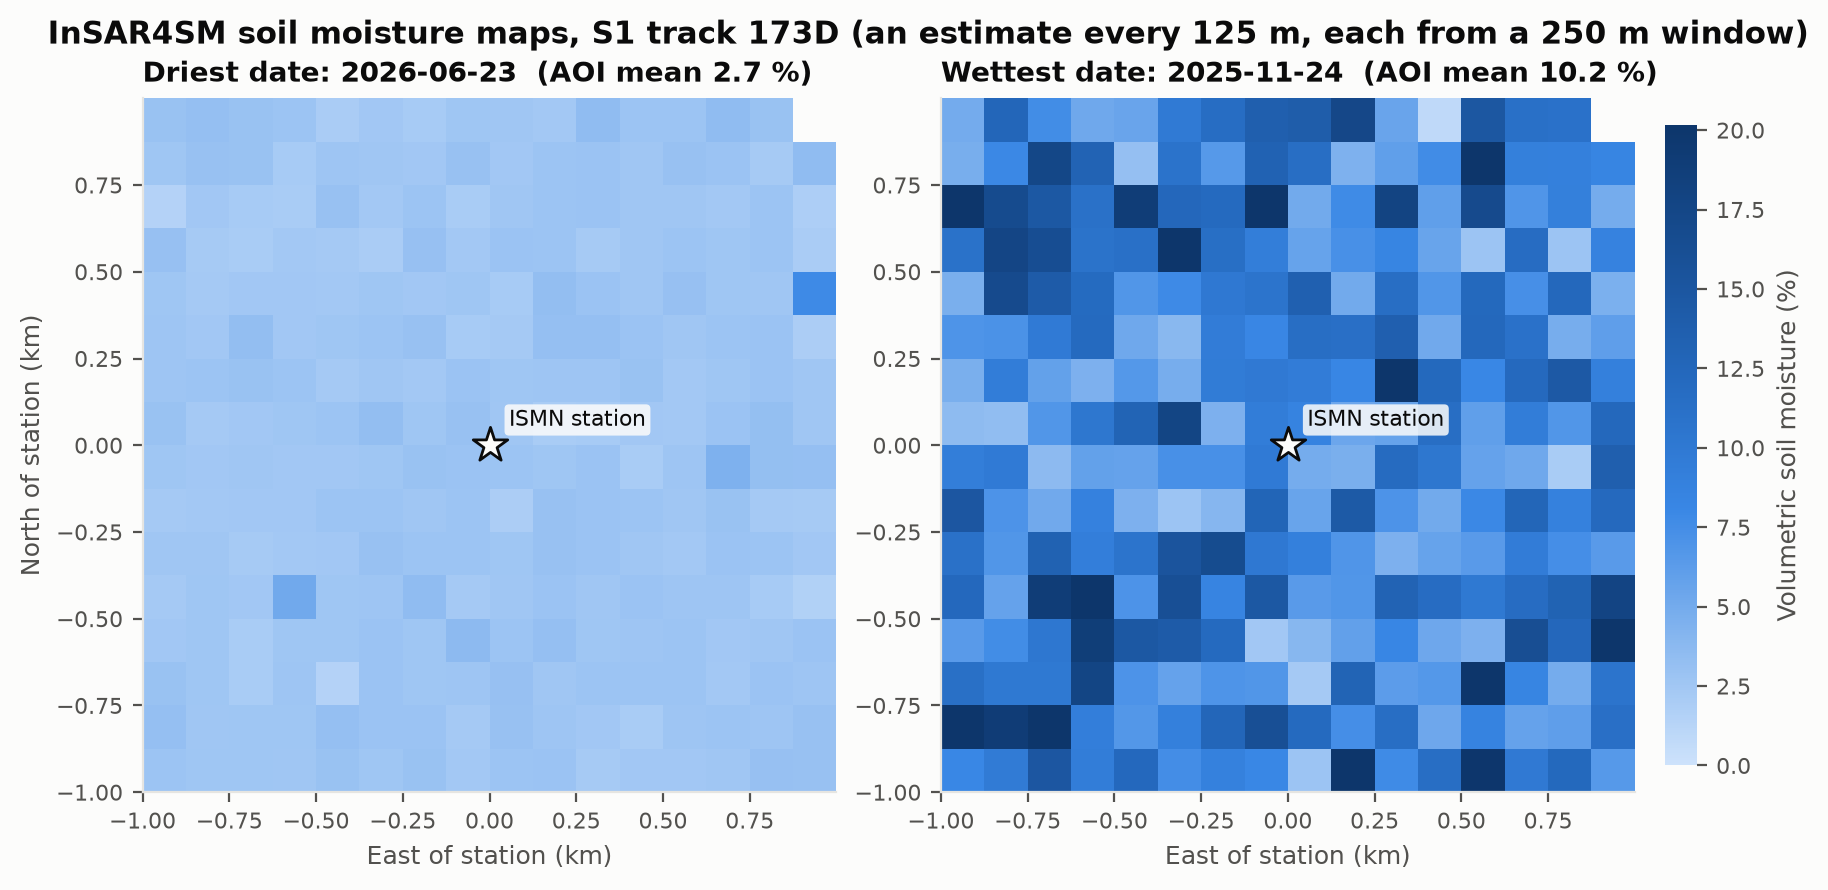 InSAR4SM soil moisture maps, S1 track 173D (an estimate every 125 m, each from a 250 m window)
Driest date: 2026-06-23  (AOI mean 2.7 %)
Wettest date: 2025-11-24  (AOI mean 10.2 %)
North of station (km)
0.75
0.50
0.25
0.00
−0.25
−0.50
−0.75
−1.00
ISMN station
−1.00 −0.75 −0.50 −0.25 0.00 0.25 0.50 0.75
East of station (km)
0.75
0.50
0.25
0.00
−0.25
−0.50
−0.75
−1.00
ISMN station
−1.00 −0.75 −0.50 −0.25 0.00 0.25 0.50 0.75
East of station (km)
20.0
17.5
15.0
12.5
10.0
7.5
5.0
2.5
0.0
Volumetric soil moisture (%)